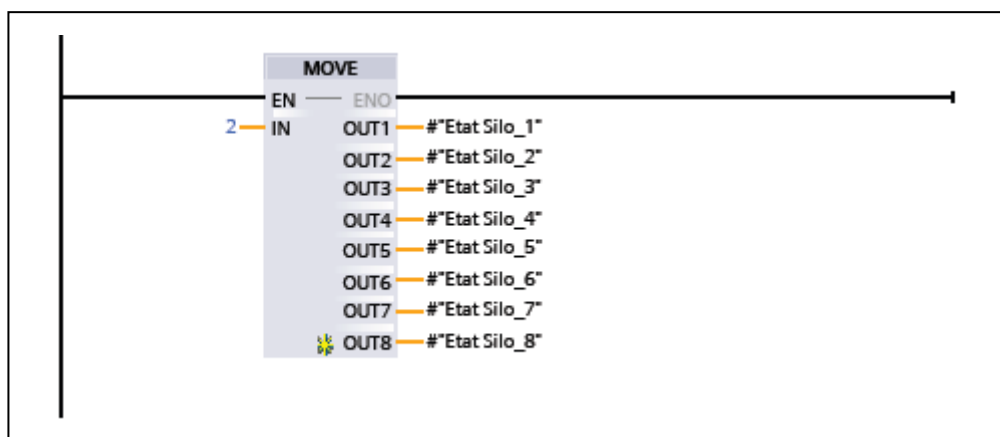 MOVE
EN ENO
2 IN OUT1 #"Etat Silo_1"
OUT2 #"Etat Silo_2"
OUT3 #"Etat Silo_3"
OUT4 #"Etat Silo_4"
OUT5 #"Etat Silo_5"
OUT6 #"Etat Silo_6"
OUT7 #"Etat Silo_7"
OUT8 #"Etat Silo_8"